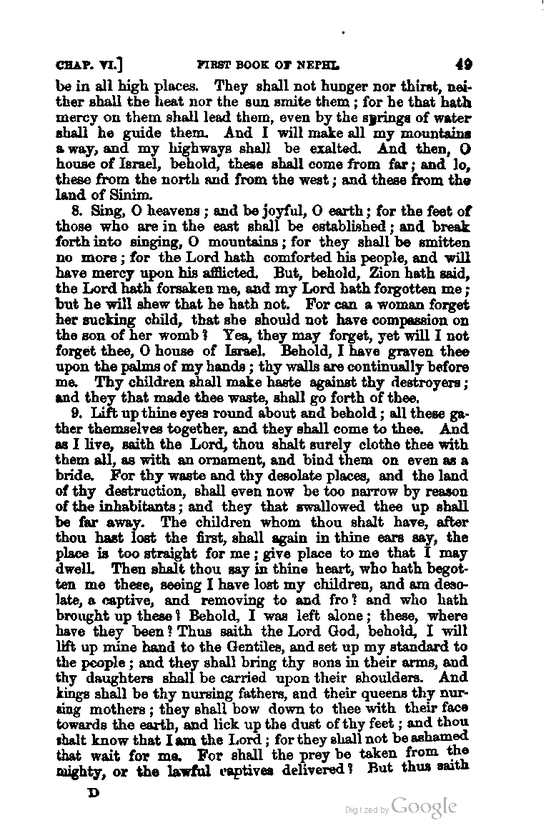 CHAP. VI.] FIRST BOOK OF NEPHI. 49
be in all high places. They shall not hunger nor thirst, nei-
ther shall the heat nor the sun smite them ; for he that hath
mercy on them shall lead them, even by the springs of water
shall he guide them. And I will make all my mountains
a way, and my highways shall be exalted. And then, O
house of Israel, behold, these shall come from far ; and lo,
these from the north and from the west ; and these from the
land of Sinim.
8. Sing, O heavens ; and be joyful, O earth ; for the feet of
those who are in the east shall be established ; and break
forth into singing, O mountains ; for they shall be smitten
no more ; for the Lord hath comforted his people, and will
have mercy upon his afflicted. But, behold, Zion hath said,
the Lord hath forsaken me, and my Lord hath forgotten me ;
but he will shew that he hath not. For can a woman forget
her sucking child, that she should not have compassion on
the son of her womb? Yea, they may forget, yet will I not
forget thee, O house of Israel. Behold, I have graven thee
upon the palms of my hands ; thy walls are continually before
me. Thy children shall make haste against thy destroyers ;
and they that made thee waste, shall go forth of thee.
9. Lift up thine eyes round about and behold ; all these ga-
ther themselves together, and they shall come to thee. And
as I live, saith the Lord, thou shalt surely clothe thee with
them all, as with an ornament, and bind them on even as a
bride. For thy waste and thy desolate places, and the land
of thy destruction, shall even now be too narrow by reason
of the inhabitants ; and they that swallowed thee up shall
be far away. The children whom thou shalt have, after
thou hast lost the first, shall again in thine ears say, the
place is too straight for me ; give place to me that I may
dwell. Then shalt thou say in thine heart, who hath begot-
ten me these, seeing I have lost my children, and am deso-
late, a captive, and removing to and fro? and who hath
brought up these? Behold, I was left alone ; these, where
have they been? Thus saith the Lord God, behold, I will
lift up mine hand to the Gentiles, and set up my standard to
the people ; and they shall bring thy sons in their arms, and
thy daughters shall be carried upon their shoulders. And
kings shall be thy nursing fathers, and their queens thy nur-
sing mothers ; they shall bow down to thee with their face
towards the earth, and lick up the dust of thy feet ; and thou
shalt know that I am the Lord ; for they shall not be ashamed
that wait for me. For shall the prey be taken from the
mighty, or the lawful captives delivered? But thus saith
D
Digitized by Google